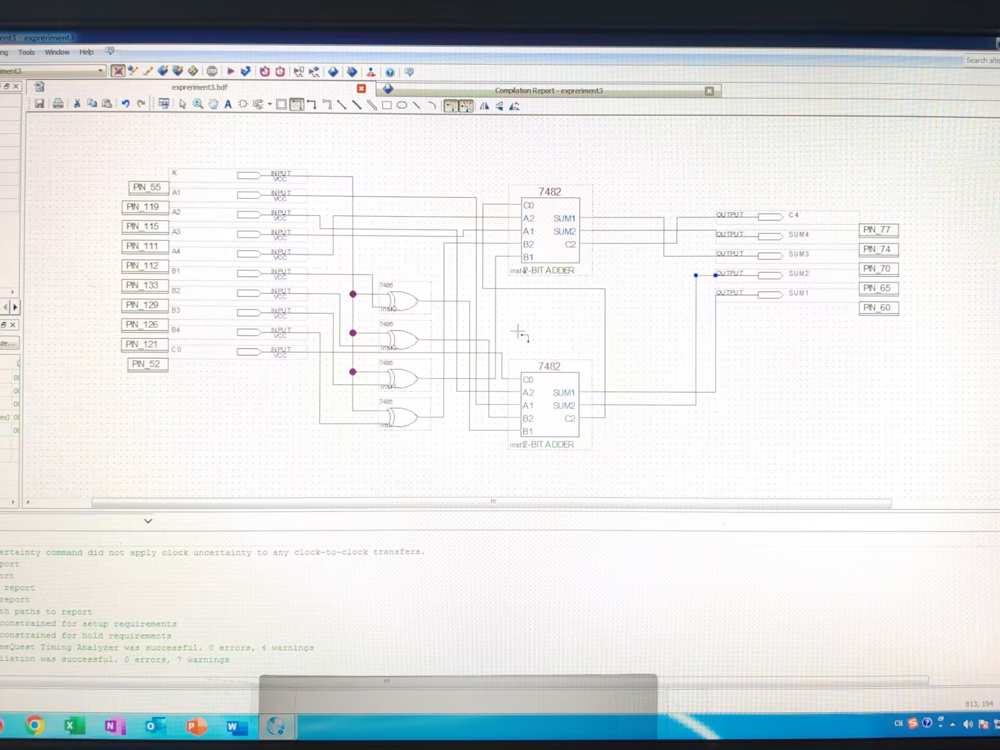 ent3 - expreriment3
ng Tools Window Help
Search alte
iment3
STOP
expreriment3.bdf
Compilation Report - expreriment3
K INPUT VCC
PIN_55
A1 INPUT VCC
PIN_119
A2 INPUT VCC
PIN_115
A3 INPUT VCC
PIN_111
A4 INPUT VCC
PIN_112
B1 INPUT VCC
PIN_133
B2 INPUT VCC
PIN_129
B3 INPUT VCC
PIN_126
B4 INPUT VCC
PIN_121
C0 INPUT VCC
PIN_52
7486
inst2
7486
inst3
7486
7486
7482
C0
A2 SUM1
A1 SUM2
B2 C2
B1
2-BIT ADDER
7482
C0
A2 SUM1
A1 SUM2
B2 C2
B1
inst5
2-BIT ADDER
OUTPUT C4
PIN_77
OUTPUT SUM4
PIN_74
OUTPUT SUM3
PIN_70
OUTPUT SUM2
PIN_65
OUTPUT SUM1
PIN_60
ize...
es)
ertainty command did not apply clock uncertainty to any clock-to-clock transfers.
port
ort
report
report
th paths to report
constrained for setup requirements
constrained for hold requirements
meQuest Timing Analyzer was successful. 0 errors, 4 warnings
ilation was successful. 0 errors, 7 warnings
813, 194
CH